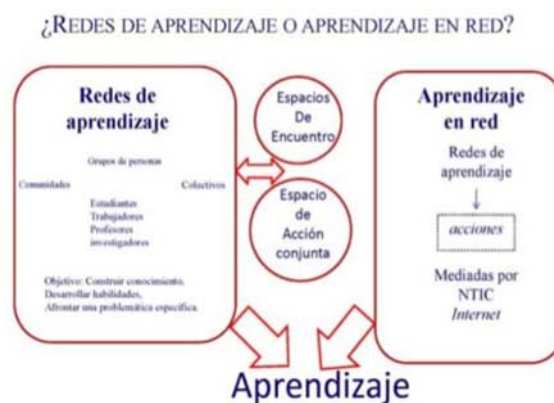 ¿REDES DE APRENDIZAJE O APRENDIZAJE EN RED?
Redes de
aprendizaje
Grupos de personas
Comunidades
Colectivos
Estudiantes
Trabajadores
Profesores
investigadores
Objetivo: Construir conocimiento,
Desarrollar habilidades,
Afrontar una problemática específica.
Espacios
De
Encuentro
Espacio
de
Acción
conjunta
Aprendizaje
en red
Redes de
aprendizaje
acciones
Mediadas por
NTIC
Internet
Aprendizaje